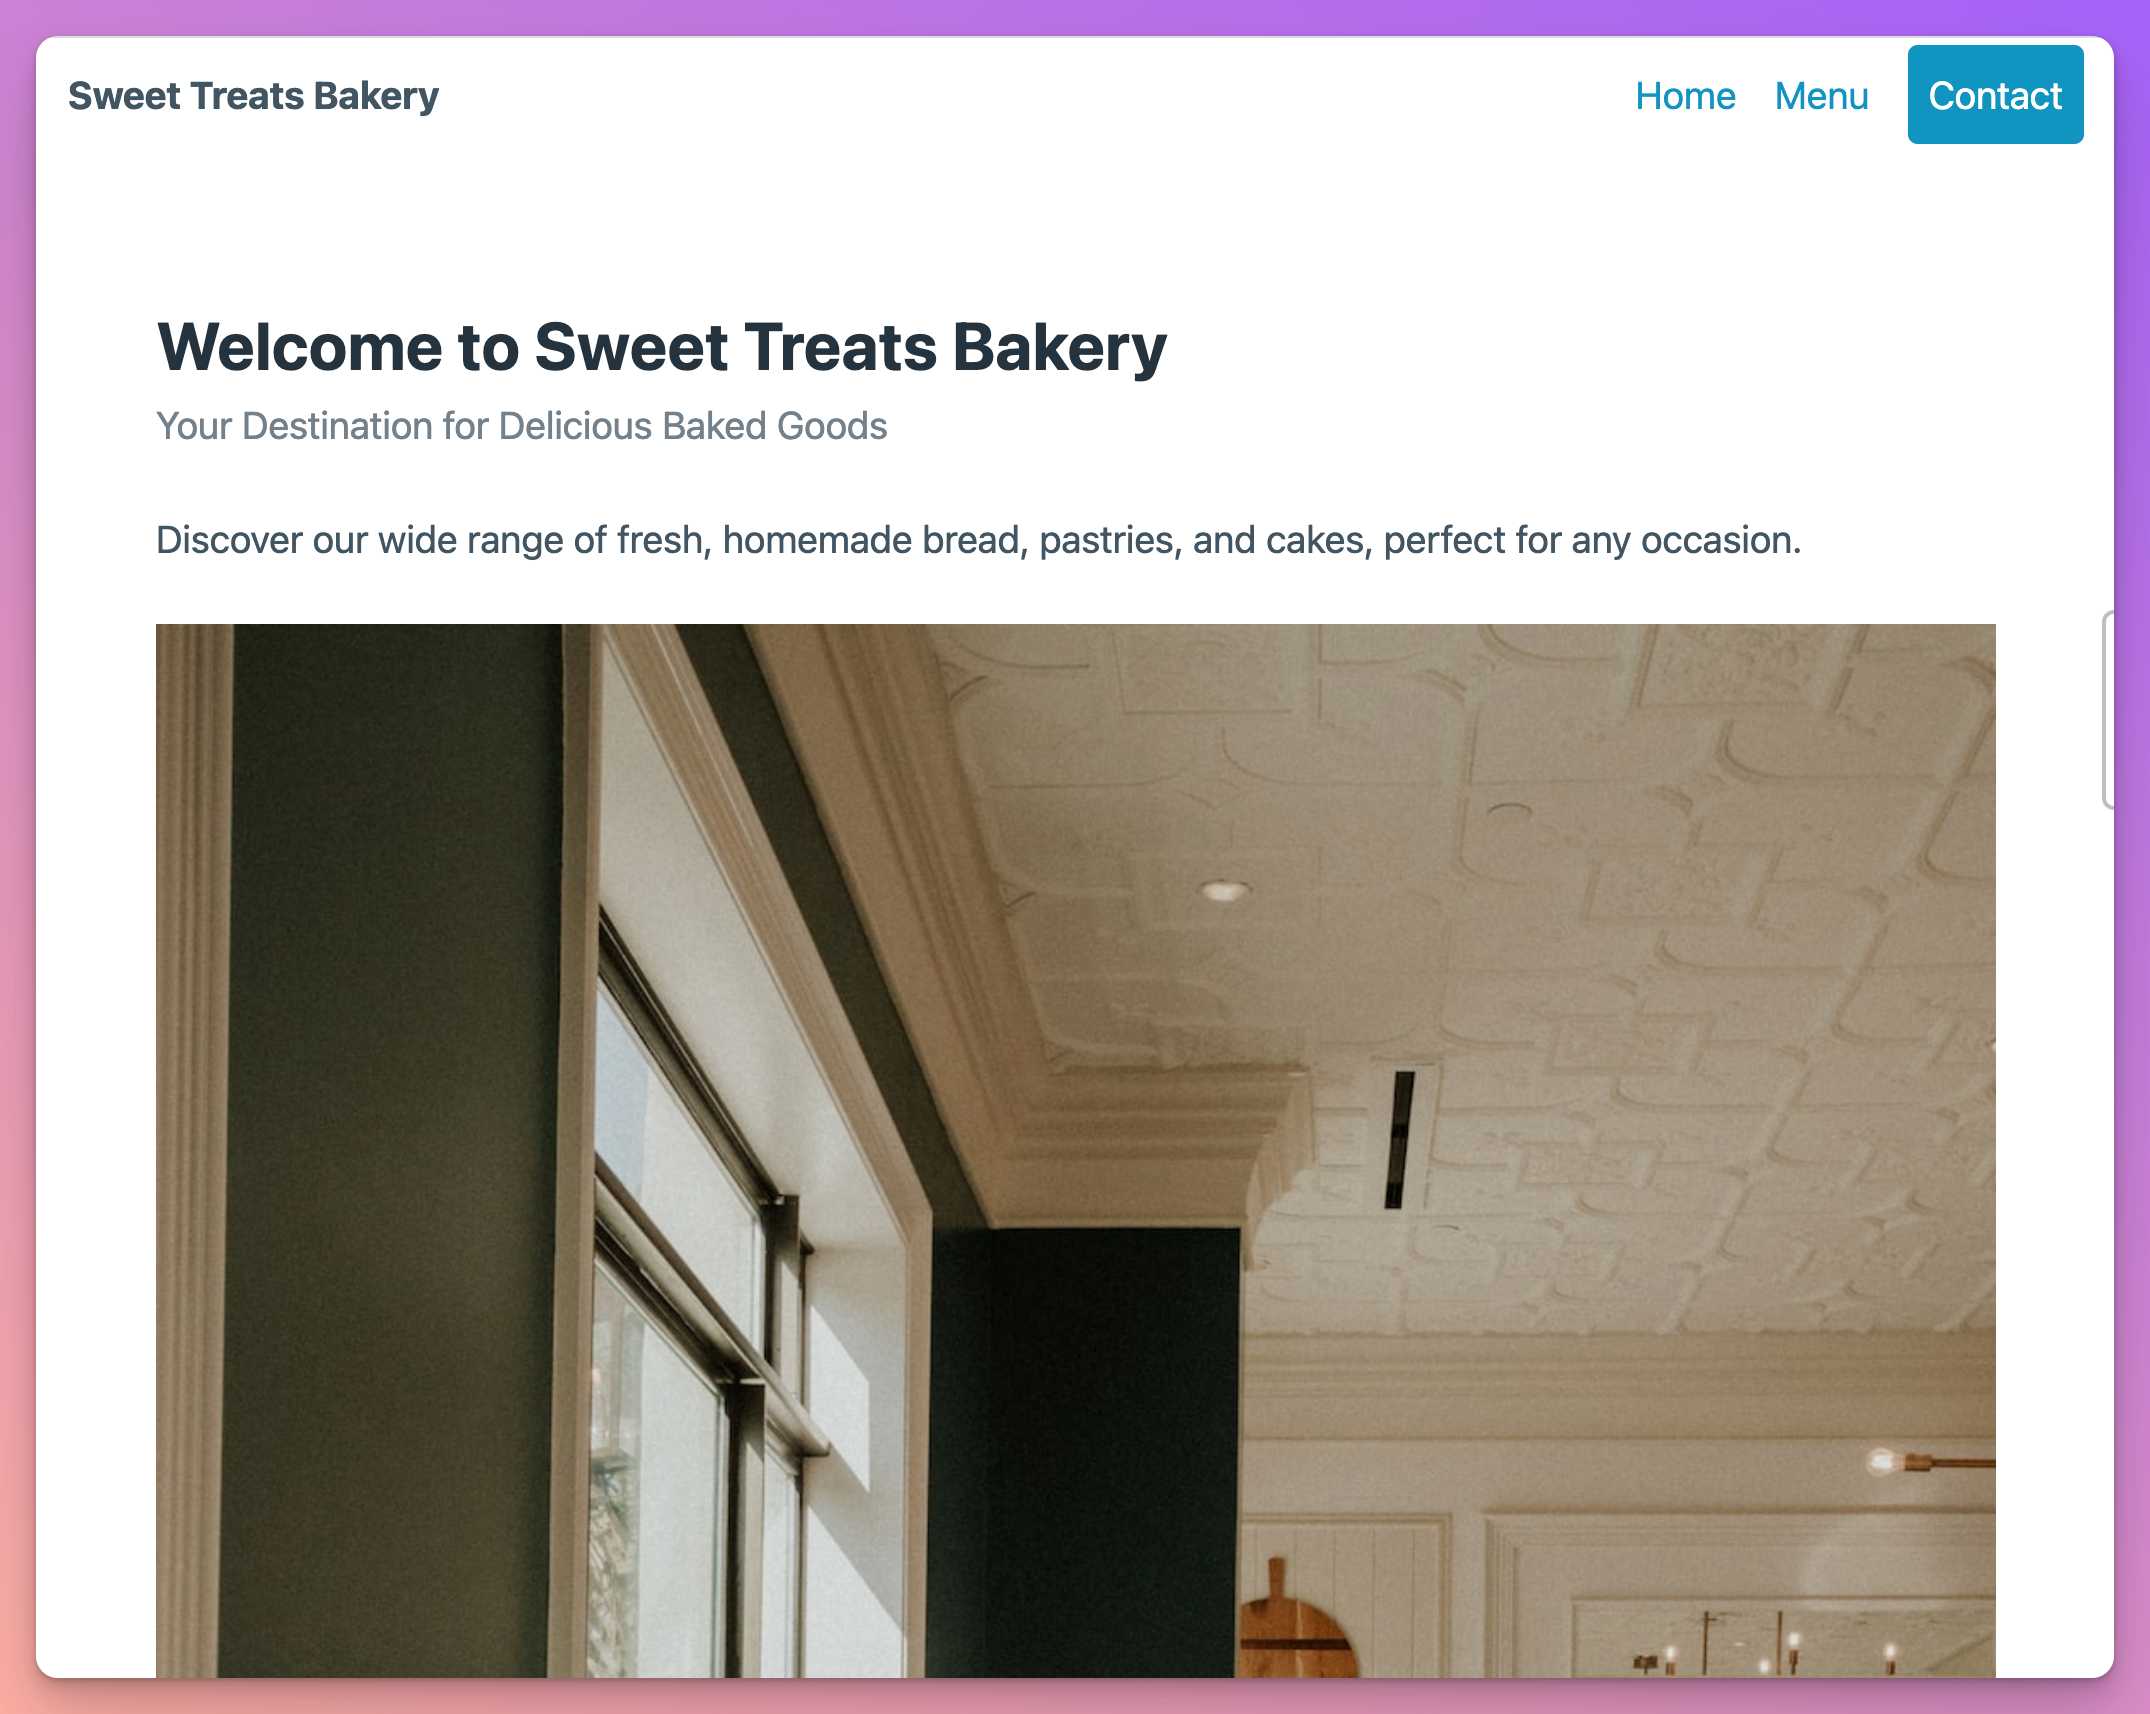 Sweet Treats Bakery
Home Menu Contact
Welcome to Sweet Treats Bakery
Your Destination for Delicious Baked Goods
Discover our wide range of fresh, homemade bread, pastries, and cakes, perfect for any occasion.